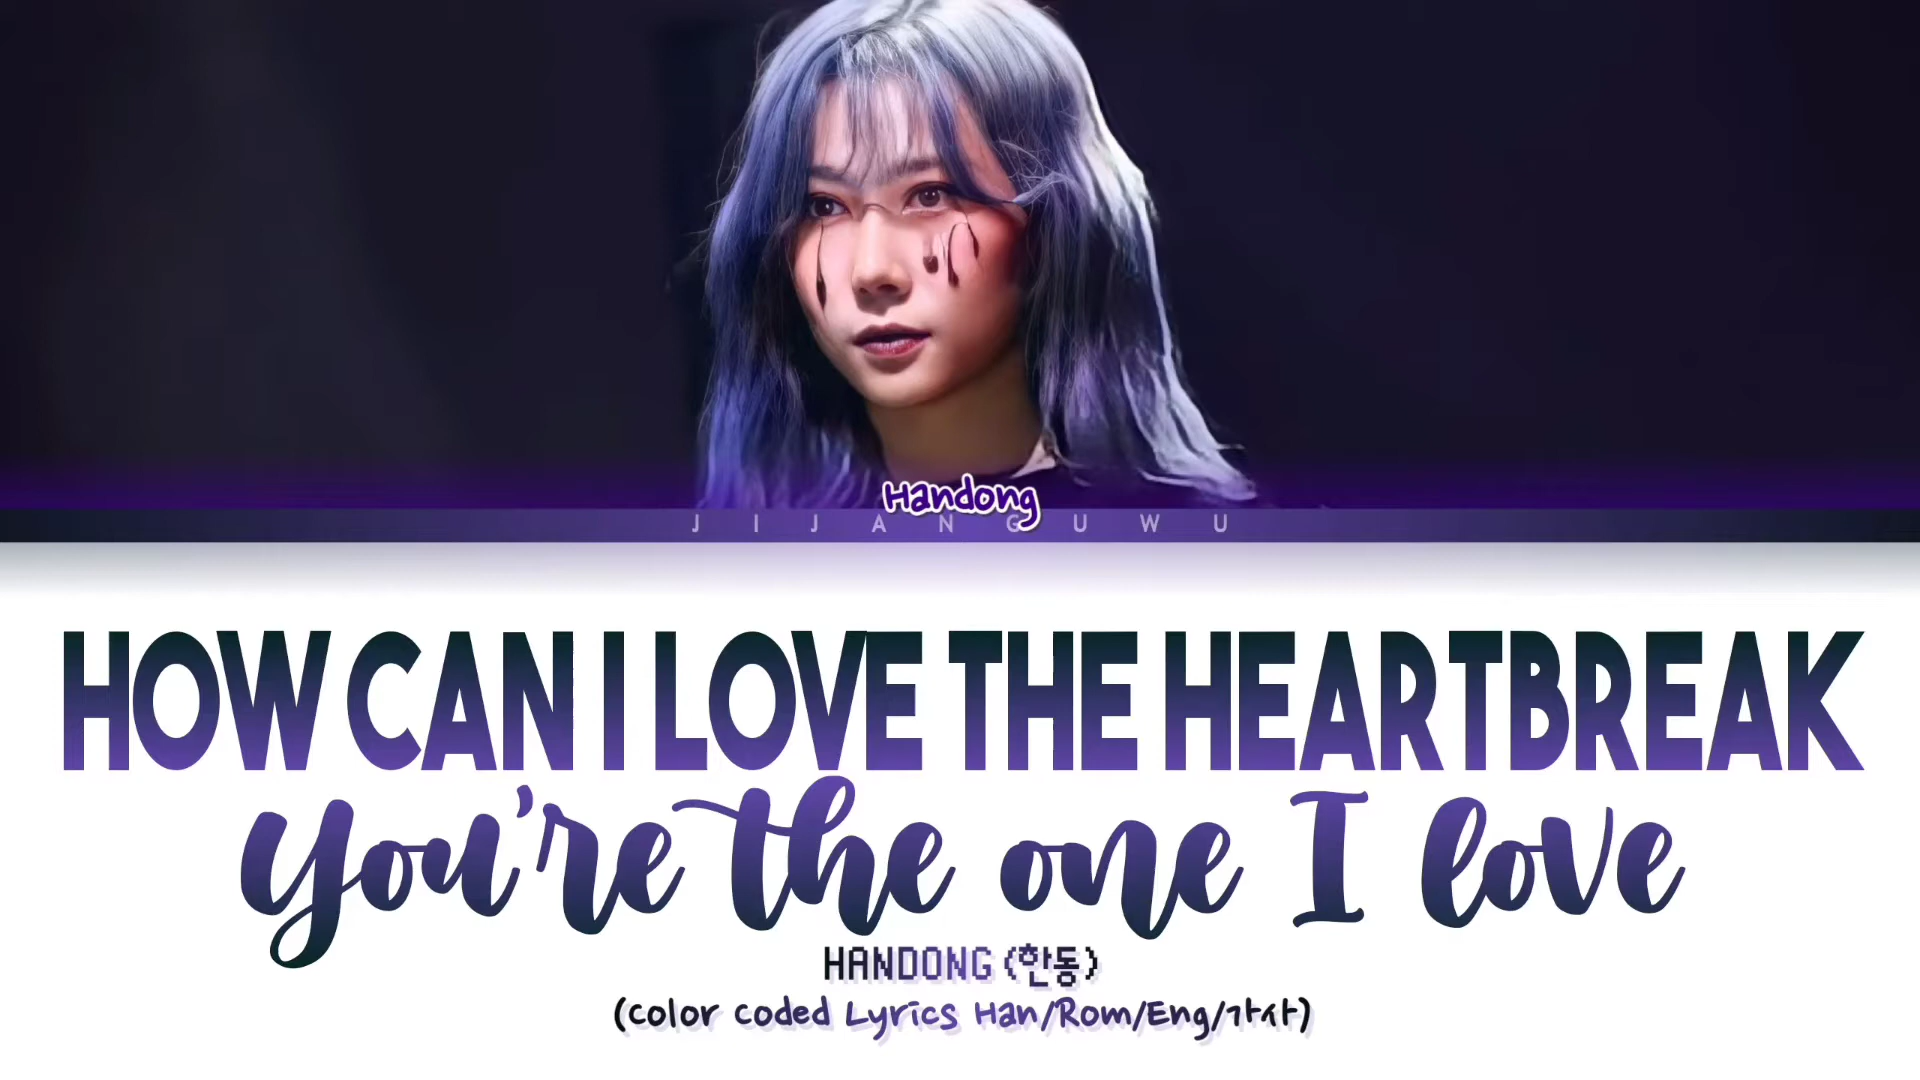 Handong
JIJANGUWU
HOW CAN I LOVE THE HEARTBREAK
You're the one I love
HANDONG (한동)
(Color Coded Lyrics Han/Rom/Eng/가사)